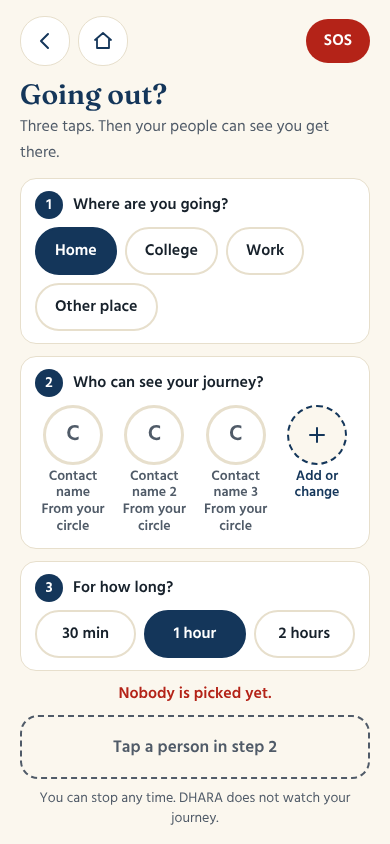 SOS
Going out?
Three taps. Then your people can see you get
there.
1 Where are you going?
Home College Work
Other place
2 Who can see your journey?
C C C +
Contact name From your circle
Contact name 2 From your circle
Contact name 3 From your circle
Add or change
3 For how long?
30 min 1 hour 2 hours
Nobody is picked yet.
Tap a person in step 2
You can stop any time. DHARA does not watch your
journey.